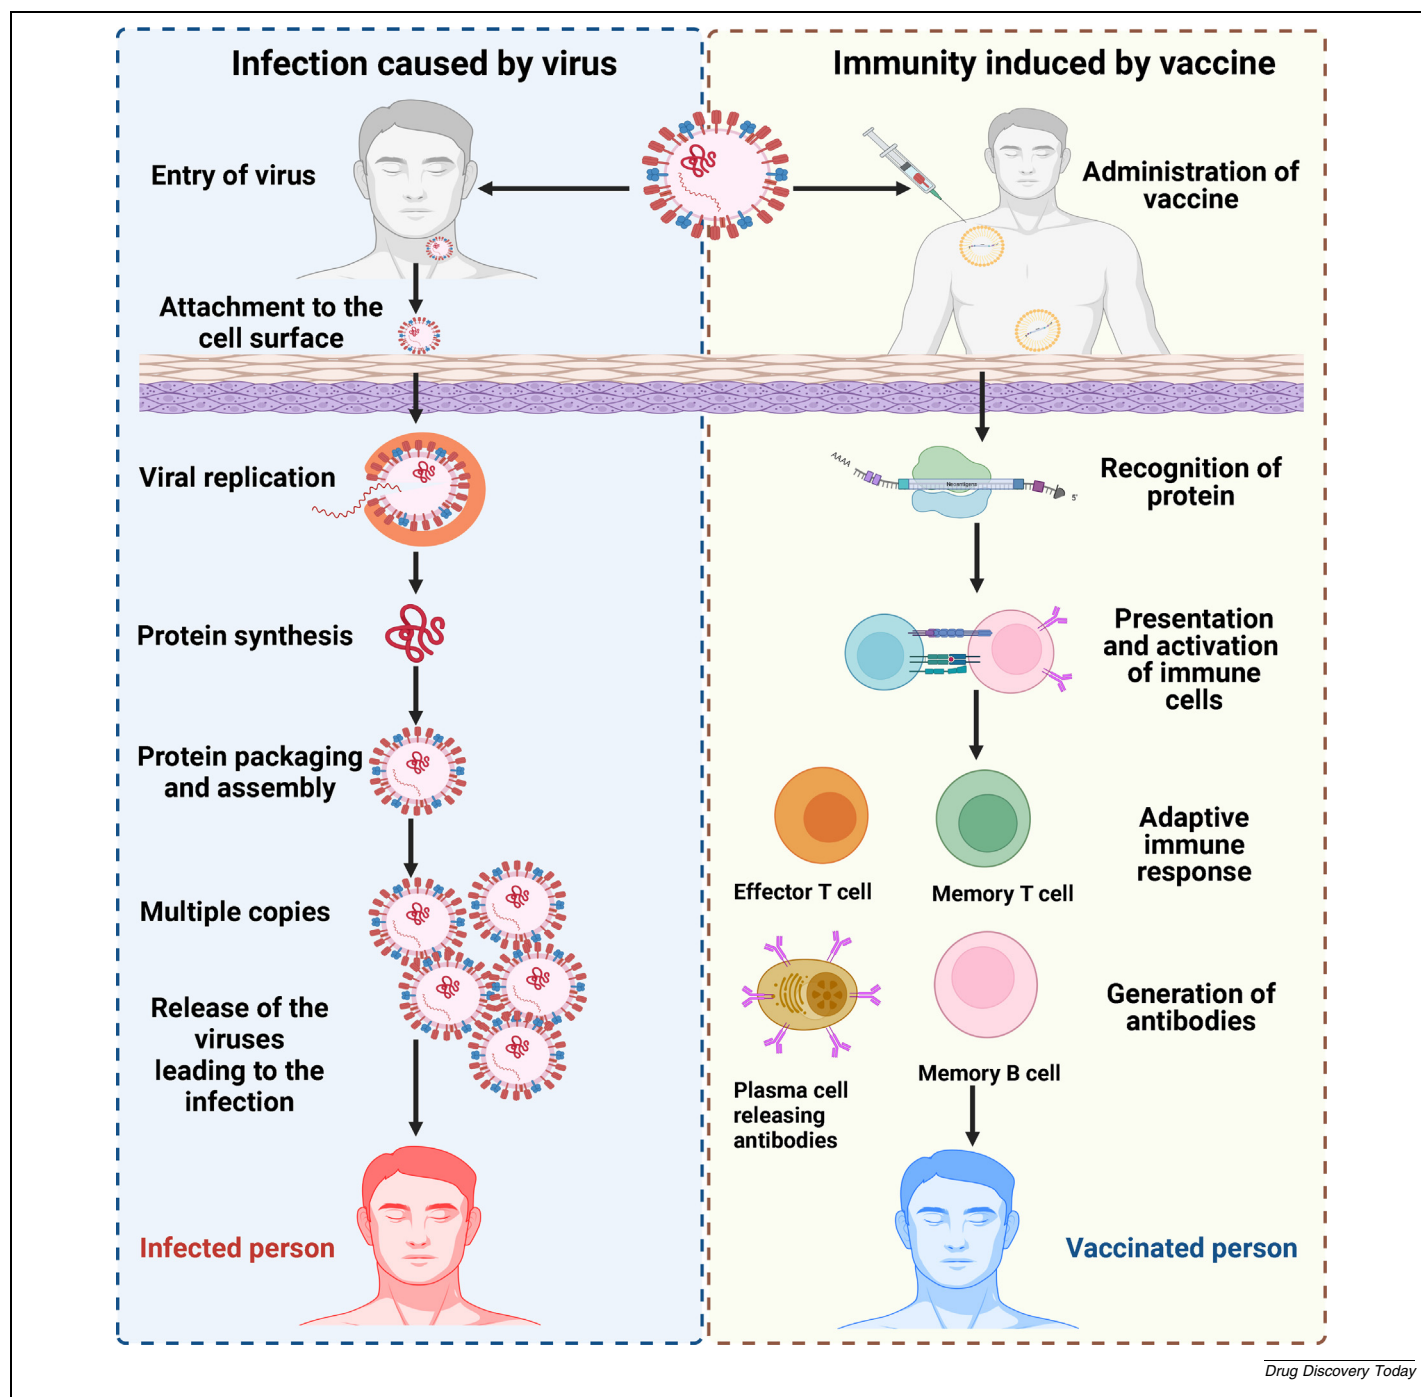 Infection caused by virus
Entry of virus
Attachment to the
cell surface
Viral replication
Protein synthesis
Protein packaging
and assembly
Multiple copies
Release of the
viruses
leading to the
infection
Infected person
Immunity induced by vaccine
Administration of
vaccine
AAAA
Neoantigens
5'
Recognition of
protein
Presentation
and activation
of immune
cells
Effector T cell
Memory T cell
Adaptive
immune
response
Plasma cell
releasing
antibodies
Memory B cell
Generation of
antibodies
Vaccinated person
Drug Discovery Today